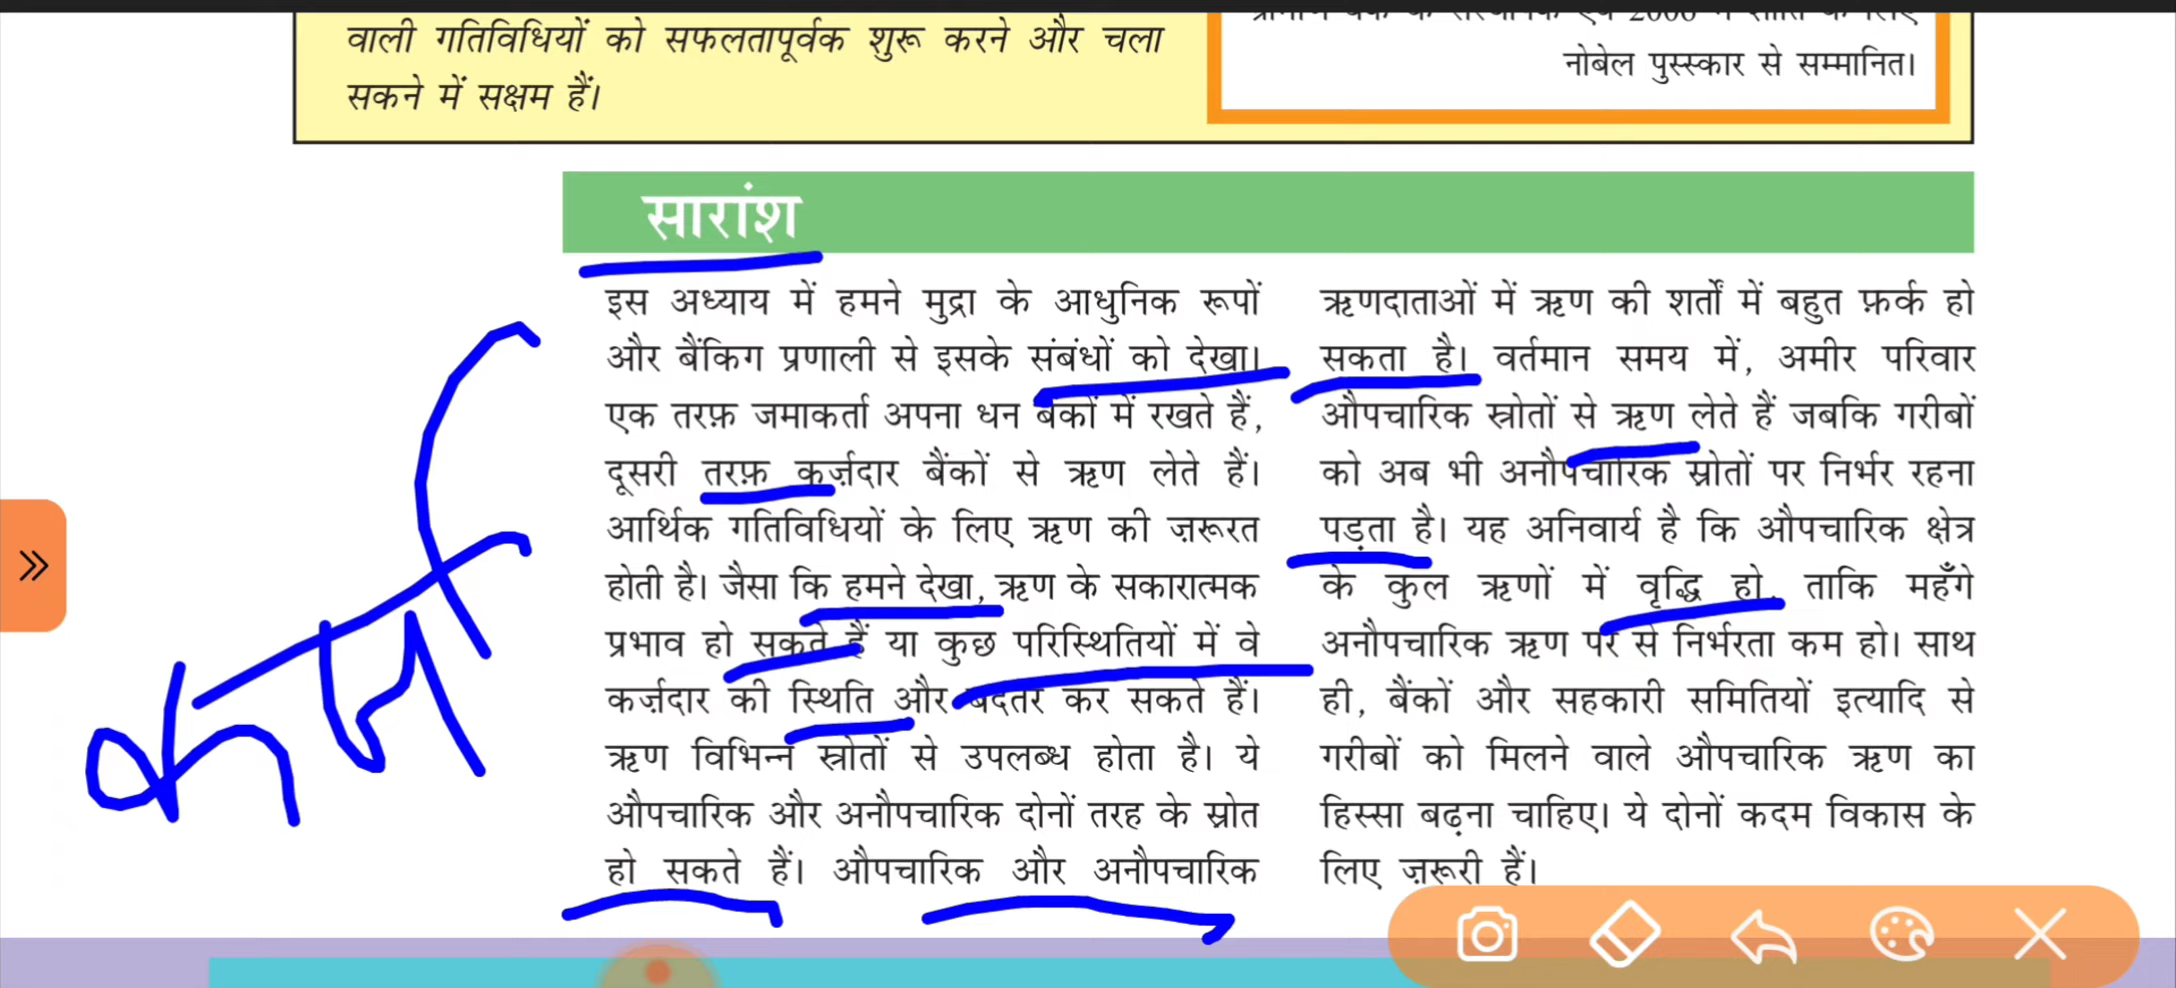 वाली गतिविधियों को सफलतापूर्वक शुरू करने और चला
सकने में सक्षम हैं।
ग्रामीण बैंक के संस्थापक एवं 2006 में शांति के लिए
नोबेल पुरस्कार से सम्मानित।
सारांश
इस अध्याय में हमने मुद्रा के आधुनिक रूपों
और बैंकिग प्रणाली से इसके संबंधों को देखा।
एक तरफ़ जमाकर्ता अपना धन बैंकों में रखते हैं,
दूसरी तरफ़ कर्ज़दार बैंकों से ऋण लेते हैं।
आर्थिक गतिविधियों के लिए ऋण की ज़रूरत
होती है। जैसा कि हमने देखा, ऋण के सकारात्मक
प्रभाव हो सकते हैं या कुछ परिस्थितियों में वे
कर्ज़दार की स्थिति और बदतर कर सकते हैं।
ऋण विभिन्न स्रोतों से उपलब्ध होता है। ये
औपचारिक और अनौपचारिक दोनों तरह के स्रोत
हो सकते हैं। औपचारिक और अनौपचारिक
ऋणदाताओं में ऋण की शर्तों में बहुत फ़र्क हो
सकता है। वर्तमान समय में, अमीर परिवार
औपचारिक स्रोतों से ऋण लेते हैं जबकि गरीबों
को अब भी अनौपचारिक स्रोतों पर निर्भर रहना
पड़ता है। यह अनिवार्य है कि औपचारिक क्षेत्र
के कुल ऋणों में वृद्धि हो, ताकि महँगे
अनौपचारिक ऋण पर से निर्भरता कम हो। साथ
ही, बैंकों और सहकारी समितियों इत्यादि से
गरीबों को मिलने वाले औपचारिक ऋण का
हिस्सा बढ़ना चाहिए। ये दोनों कदम विकास के
लिए ज़रूरी हैं।